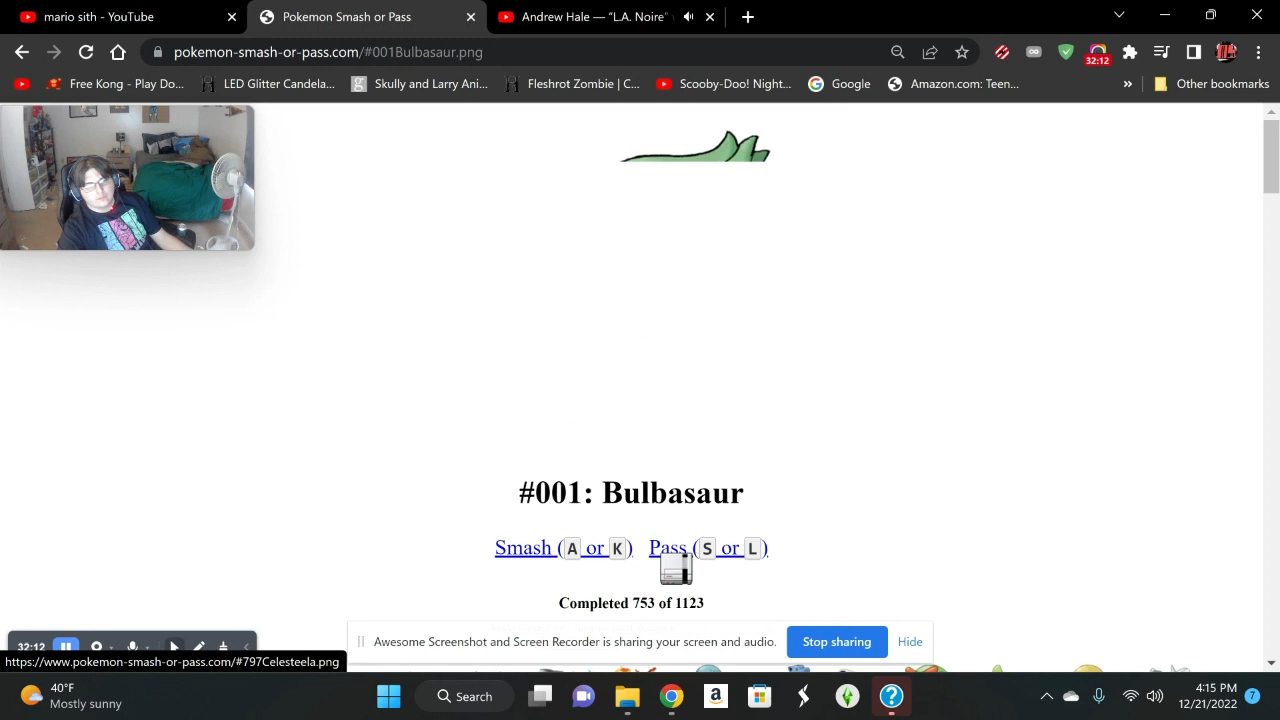 mario sith - YouTube
Pokemon Smash or Pass
Andrew Hale — "L.A. Noire"
pokemon-smash-or-pass.com/#001Bulbasaur.png
32:12
Free Kong - Play Do...
LED Glitter Candela...
Skully and Larry Ani...
Fleshrot Zombie | C...
Scooby-Doo! Night...
Google
Amazon.com: Teen...
»
Other bookmarks
#001: Bulbasaur
Smash (A or K) Pass (S or L)
Completed 753 of 1123
32:12
Awesome Screenshot and Screen Recorder is sharing your screen and audio.
Stop sharing
Hide
https://www.pokemon-smash-or-pass.com/#797Celesteela.png
40°F
Mostly sunny
Search
4:15 PM
12/21/2022
7